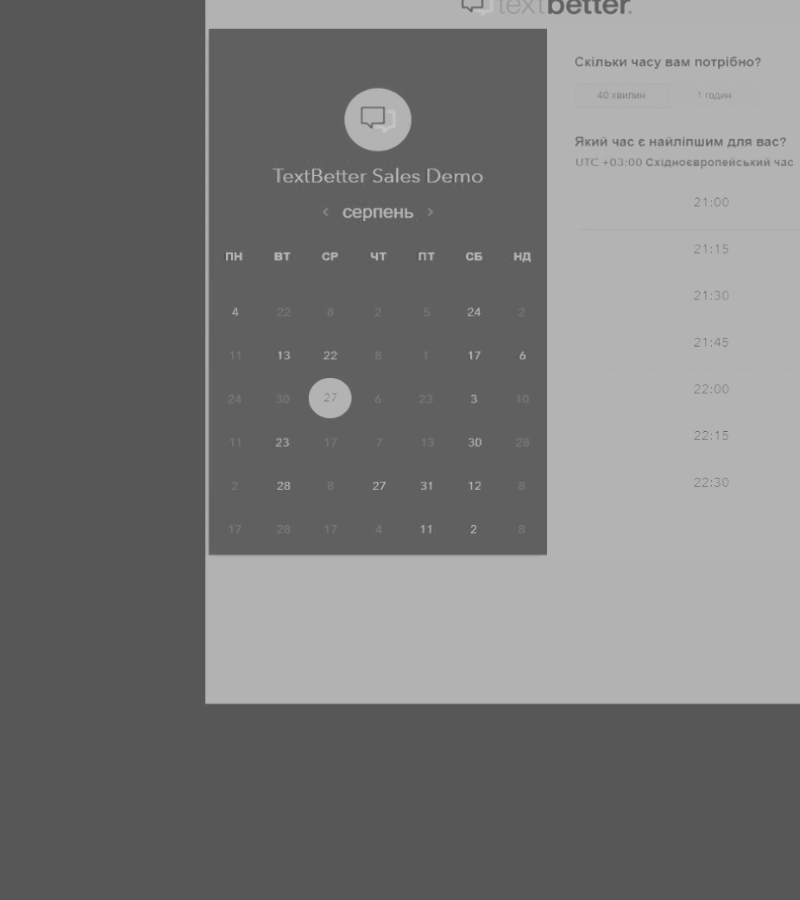 textbetter.
TextBetter Sales Demo
‹ серпень ›
ПН ВТ СР ЧТ ПТ СБ НД
4 22 8 2 5 24 2
11 13 22 8 1 17 6
24 30 27 6 23 3 10
11 23 17 7 13 30 28
2 28 8 27 31 12 8
17 28 17 4 11 2 8
Скільки часу вам потрібно?
40 хвилин 1 годин
Який час є найліпшим для вас?
UTC +03:00 Східноєвропейський час
21:00
21:15
21:30
21:45
22:00
22:15
22:30